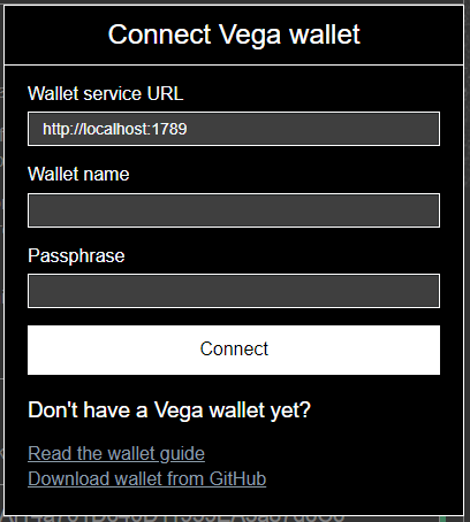 Connect Vega wallet
Wallet service URL
http://localhost:1789
Wallet name
Passphrase
Connect
Don't have a Vega wallet yet?
Read the wallet guide
Download wallet from GitHub